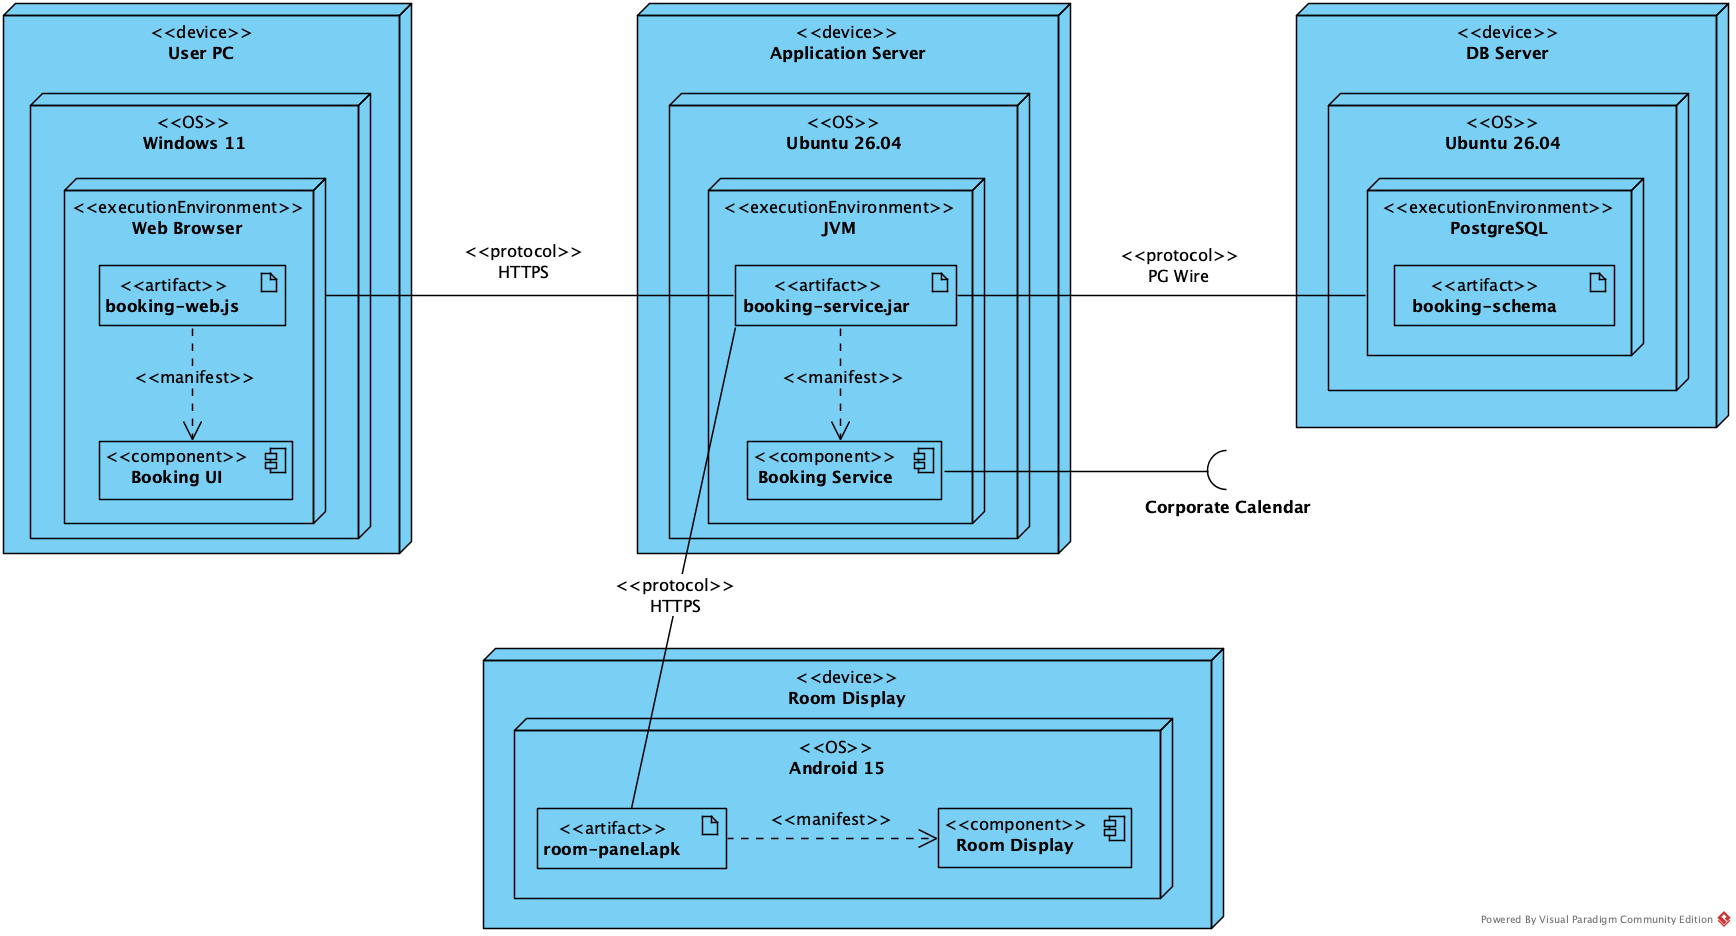 <<device>>
User PC
<<OS>>
Windows 11
<<executionEnvironment>>
Web Browser
<<artifact>>
booking-web.js
<<manifest>>
<<component>>
Booking UI
<<protocol>>
HTTPS
<<device>>
Application Server
<<OS>>
Ubuntu 26.04
<<executionEnvironment>>
JVM
<<artifact>>
booking-service.jar
<<manifest>>
<<component>>
Booking Service
<<protocol>>
PG Wire
<<device>>
DB Server
<<OS>>
Ubuntu 26.04
<<executionEnvironment>>
PostgreSQL
<<artifact>>
booking-schema
Corporate Calendar
<<protocol>>
HTTPS
<<device>>
Room Display
<<OS>>
Android 15
<<artifact>>
room-panel.apk
<<manifest>>
<<component>>
Room Display
Powered By Visual Paradigm Community Edition